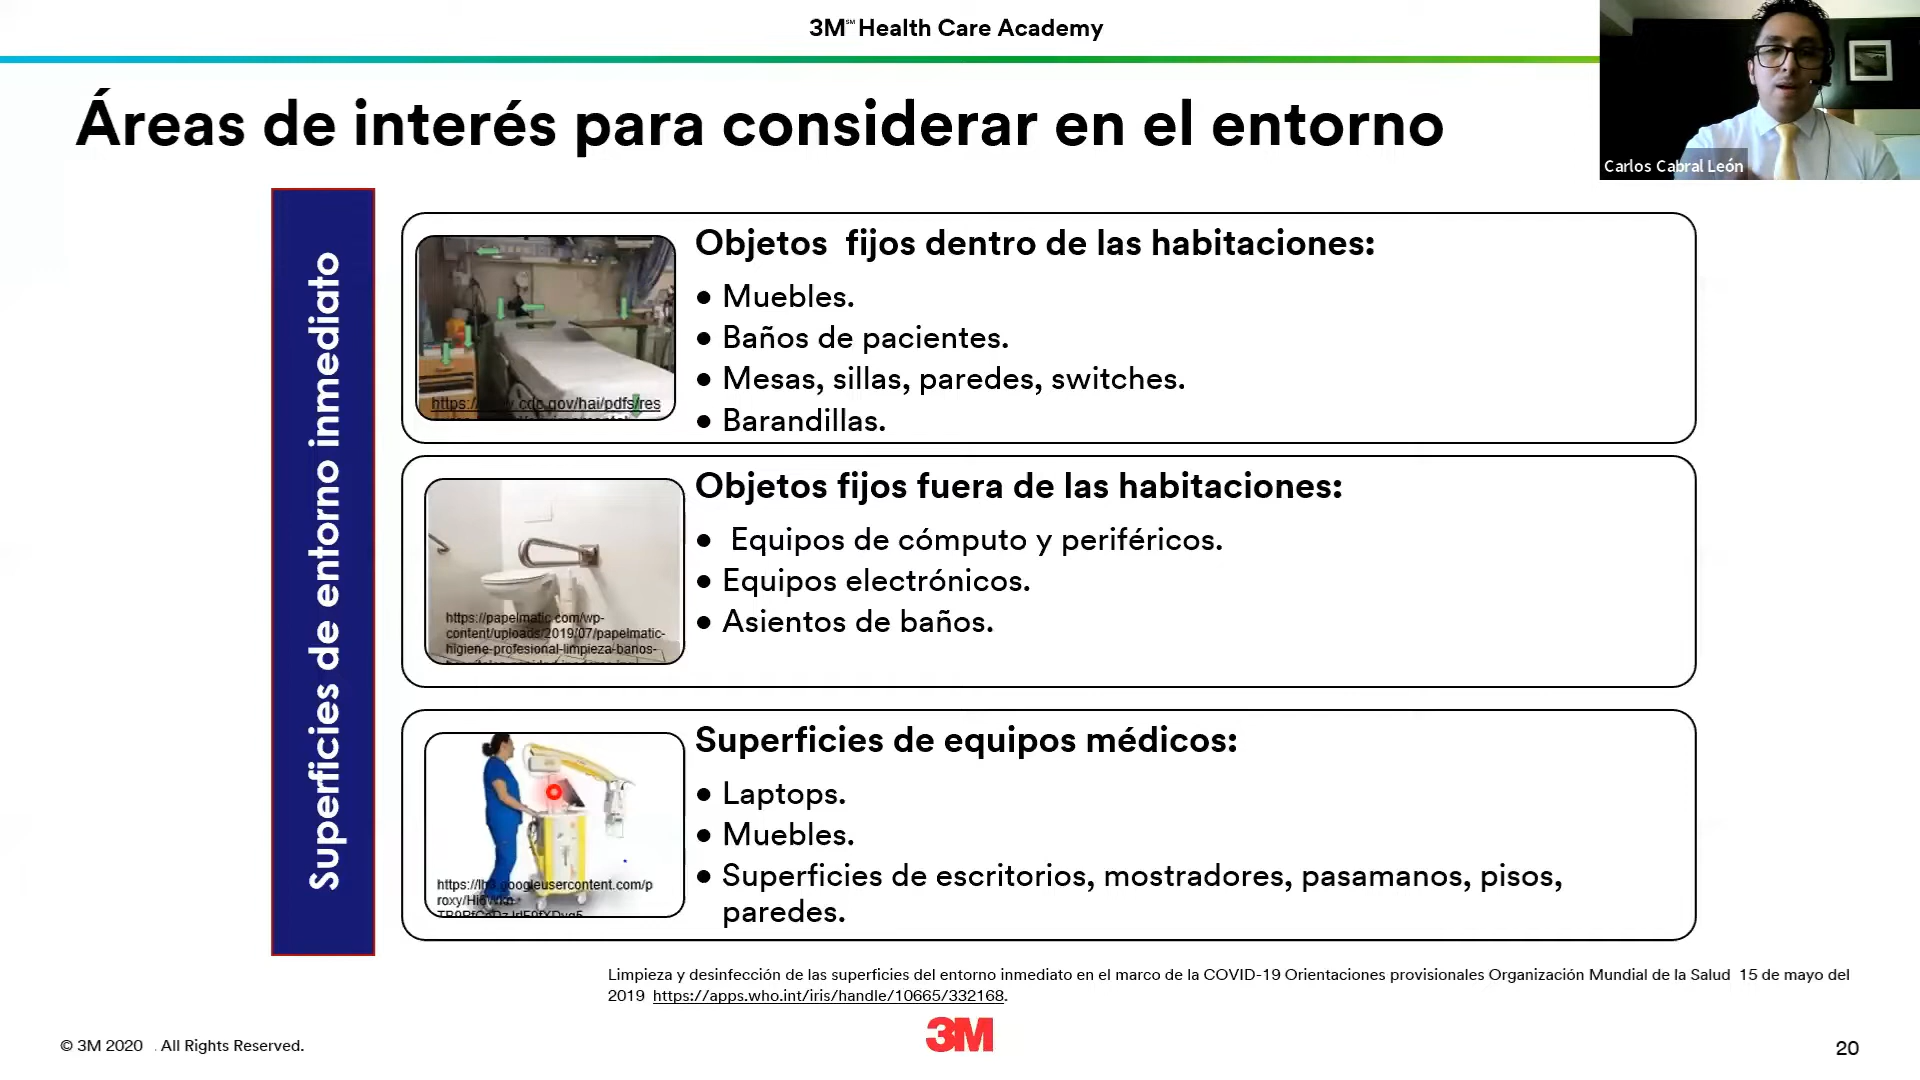 3M℠ Health Care Academy
Áreas de interés para considerar en el entorno
Carlos Cabral León
Superficies de entorno inmediato
Objetos fijos dentro de las habitaciones:
• Muebles.
• Baños de pacientes.
• Mesas, sillas, paredes, switches.
• Barandillas.
cdc.gov/hai/pdfs/res
Objetos fijos fuera de las habitaciones:
• Equipos de cómputo y periféricos.
• Equipos electrónicos.
• Asientos de baños.
https://papelmatic.com/wp-
content/uploads/2019/07/papelmatic-
higiene-profesional-limpieza-banos-
Superficies de equipos médicos:
• Laptops.
• Muebles.
• Superficies de escritorios, mostradores, pasamanos, pisos,
paredes.
https://lh3.googleusercontent.com/p
Limpieza y desinfección de las superficies del entorno inmediato en el marco de la COVID-19 Orientaciones provisionales Organización Mundial de la Salud 15 de mayo del
2019 https://apps.who.int/iris/handle/10665/332168.
3M
© 3M 2020 . All Rights Reserved.
20